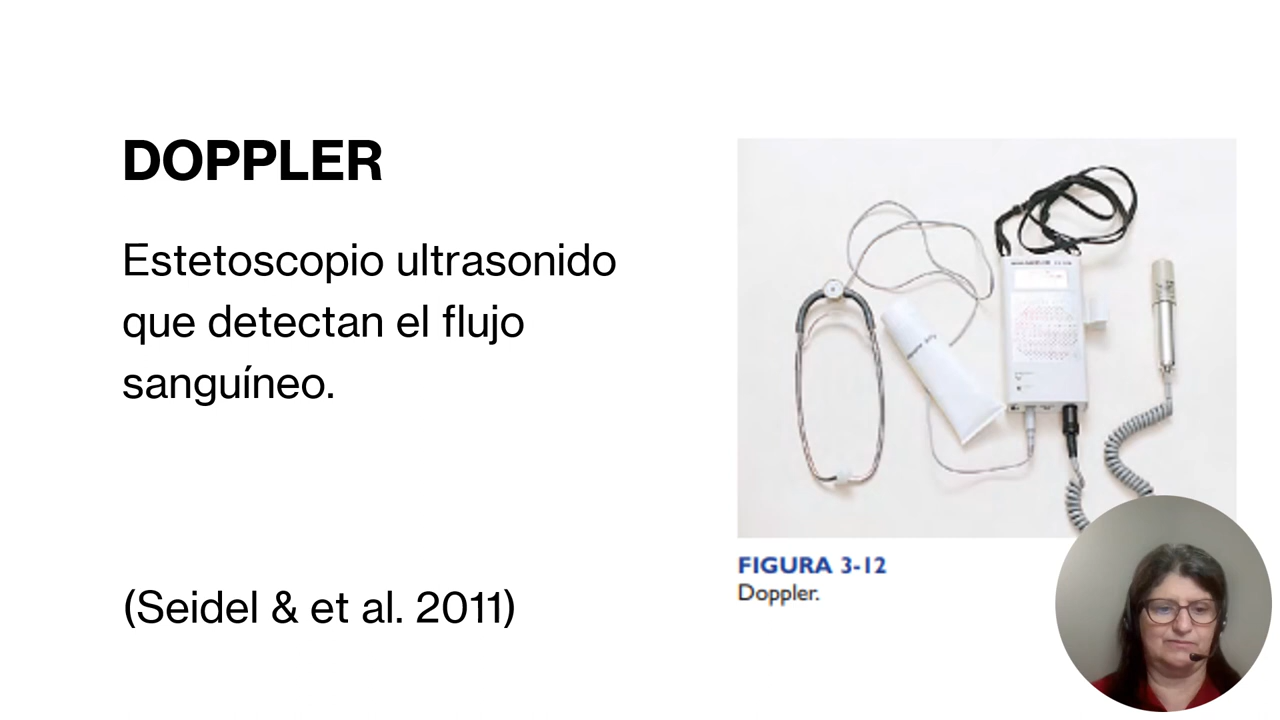 DOPPLER
Estetoscopio ultrasonido
que detectan el flujo
sanguíneo.
(Seidel & et al. 2011)
FIGURA 3-12
Doppler.